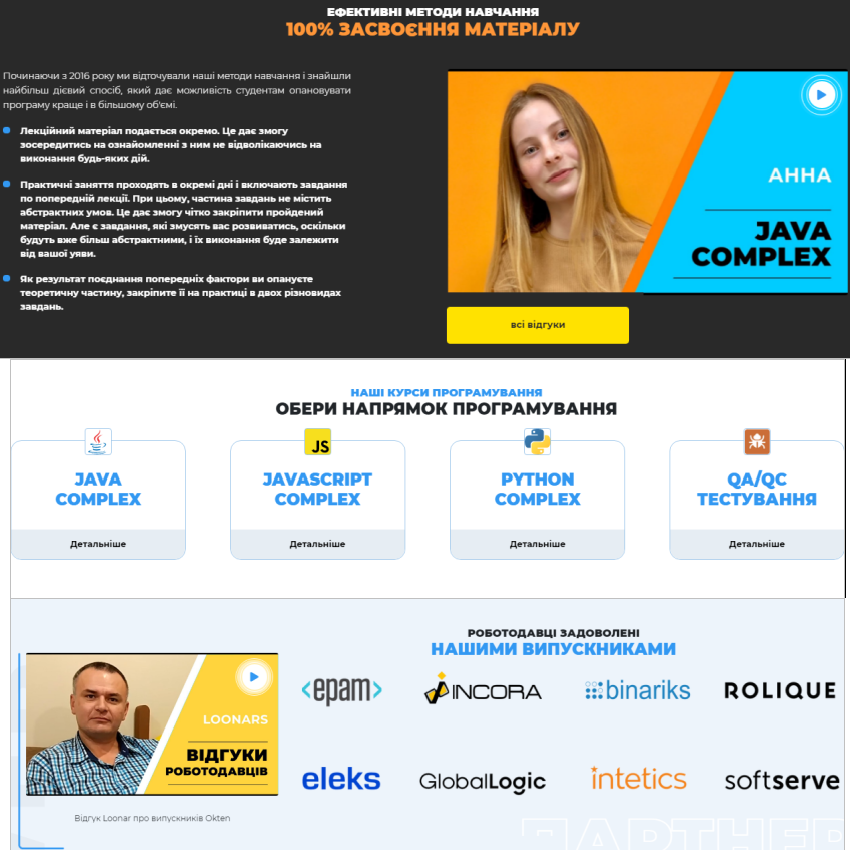 ЕФЕКТИВНІ МЕТОДИ НАВЧАННЯ
100% ЗАСВОЄННЯ МАТЕРІАЛУ
Починаючи з 2016 року ми відточували наші методи навчання і знайшли
найбільш дієвий спосіб, який дає можливість студентам опановувати
програму краще і в більшому об'ємі.
Лекційний матеріал подається окремо. Це дає змогу
зосередитись на ознайомленні з ним не відволікаючись на
виконання будь-яких дій.
Практичні заняття проходять в окремі дні і включають завдання
по попередній лекції. При цьому, частина завдань не містить
абстрактних умов. Це дає змогу чітко закріпити пройдений
матеріал. Але є завдання, які змусять вас розвиватись, оскільки
будуть вже більш абстрактними, і їх виконання буде залежити
від вашої уяви.
Як результат поєднання попередніх фактори ви опануєте
теоретичну частину, закріпите її на практиці в двох різновидах
завдань.
АННА
JAVA
COMPLEX
всі відгуки
НАШІ КУРСИ ПРОГРАМУВАННЯ
ОБЕРИ НАПРЯМОК ПРОГРАМУВАННЯ
JS
JAVA
COMPLEX
Детальніше
JAVASCRIPT
COMPLEX
Детальніше
PYTHON
COMPLEX
Детальніше
QA/QC
ТЕСТУВАННЯ
Детальніше
РОБОТОДАВЦІ ЗАДОВОЛЕНІ
НАШИМИ ВИПУСКНИКАМИ
LOONARS
ВІДГУКИ
РОБОТОДАВЦІВ
Відгук Loonar про випускників Okten
<epam>
INCORA
binariks
ROLIQUE
eleks
GlobalLogic
intetics
softserve
ПАРТНЕР